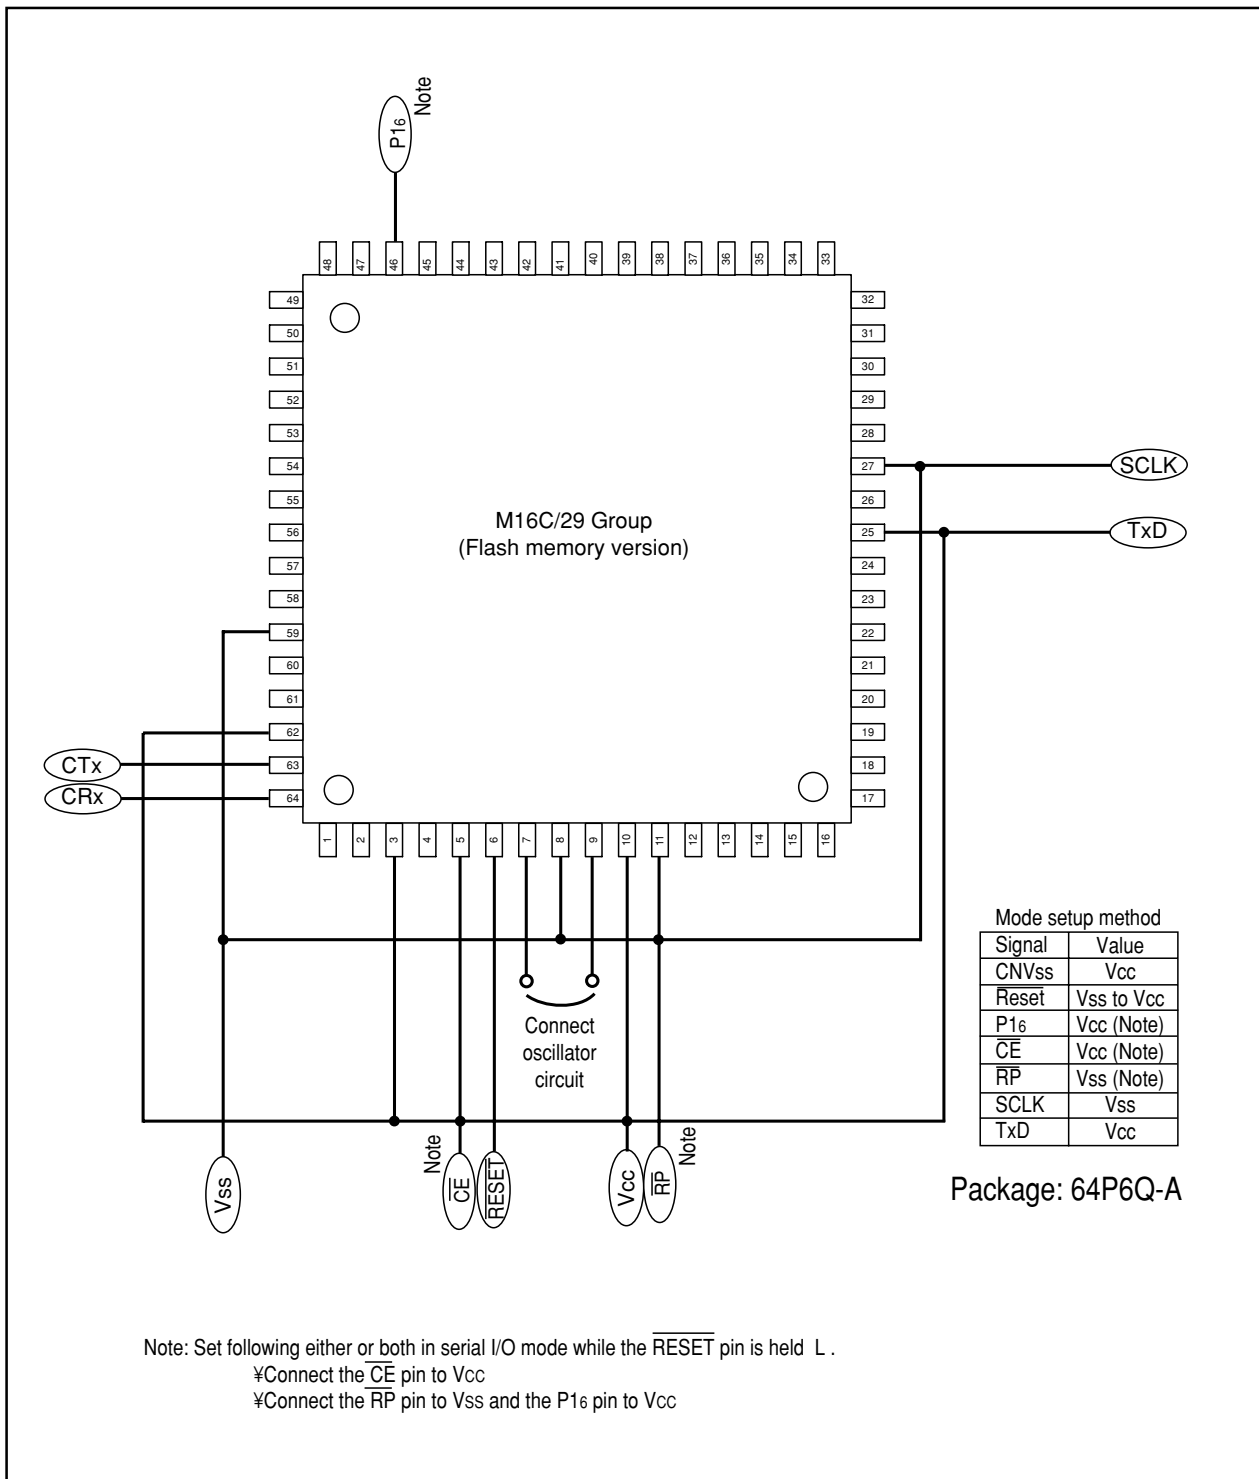 P16
Note
48 47 46 45 44 43 42 41 40 39 38 37 36 35 34 33
49
50
51
52
53
54
55
56
57
58
59
60
61
62
63
64
32
31
30
29
28
27
26
25
24
23
22
21
20
19
18
17
M16C/29 Group
(Flash memory version)
SCLK
TxD
CTx
CRx
1 2 3 4 5 6 7 8 9 10 11 12 13 14 15 16
Connect
oscillator
circuit
Vss
Note
CE
RESET
Vcc
RP
Note
Mode setup method
Signal Value
CNVss Vcc
Reset Vss to Vcc
P16 Vcc (Note)
CE Vcc (Note)
RP Vss (Note)
SCLK Vss
TxD Vcc
Package: 64P6Q-A
Note: Set following either or both in serial I/O mode while the RESET pin is held L .
¥Connect the CE pin to VCC
¥Connect the RP pin to VSS and the P16 pin to VCC